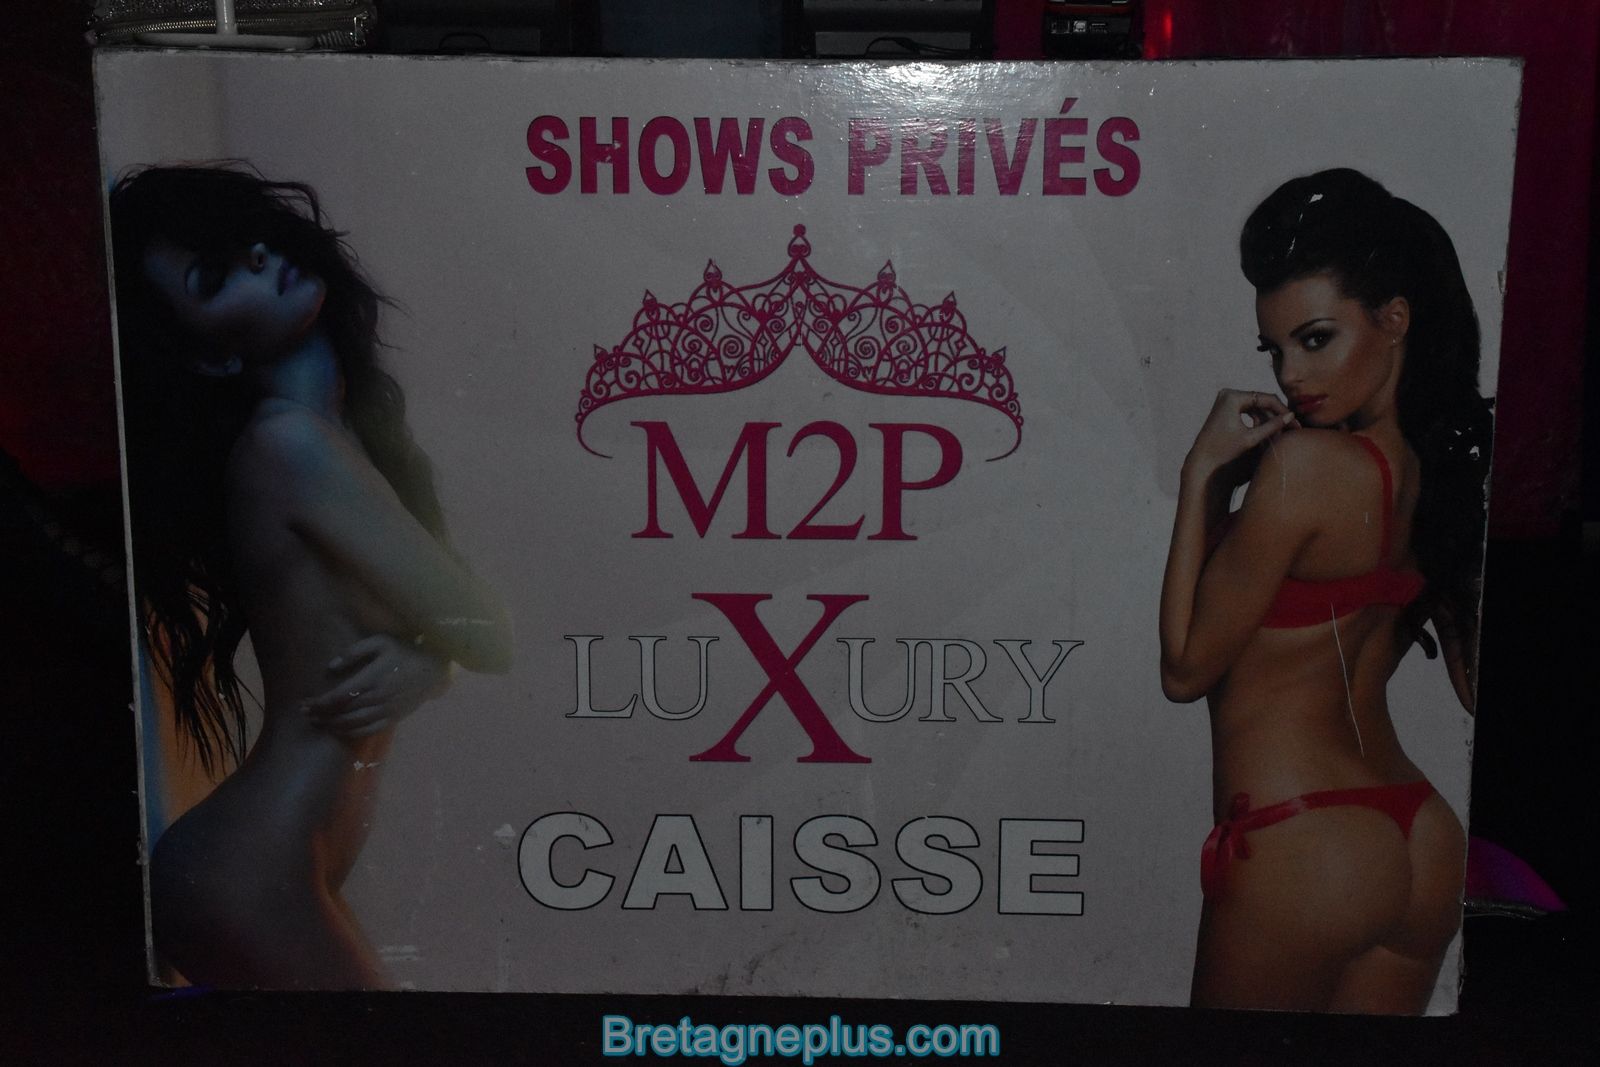 SHOWS PRIVÉS
M2P
LUXURY
CAISSE
Bretagneplus.com